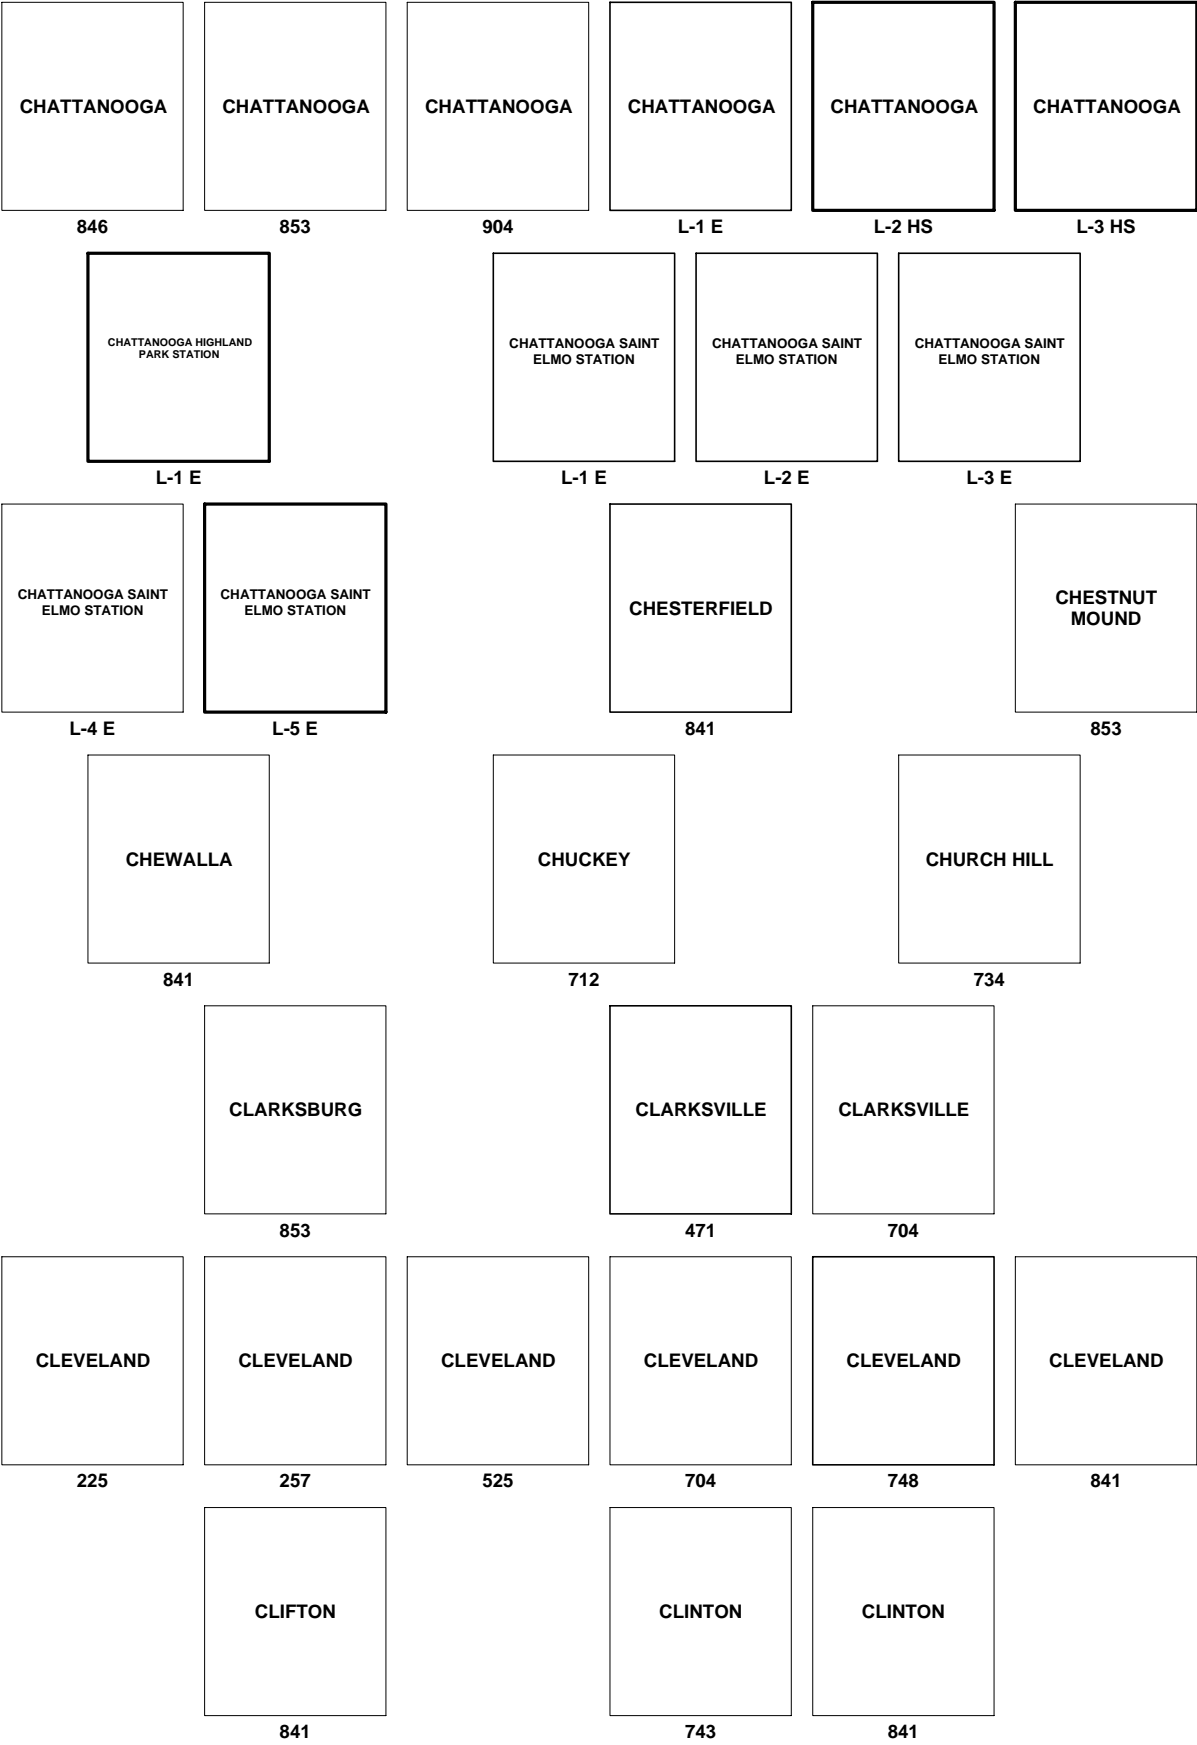 CHATTANOOGA
CHATTANOOGA
CHATTANOOGA
CHATTANOOGA
CHATTANOOGA
CHATTANOOGA
846
853
904
L-1 E
L-2 HS
L-3 HS
CHATTANOOGA HIGHLAND
PARK STATION
CHATTANOOGA SAINT
ELMO STATION
CHATTANOOGA SAINT
ELMO STATION
CHATTANOOGA SAINT
ELMO STATION
L-1 E
L-1 E
L-2 E
L-3 E
CHATTANOOGA SAINT
ELMO STATION
CHATTANOOGA SAINT
ELMO STATION
CHESTERFIELD
CHESTNUT
MOUND
L-4 E
L-5 E
841
853
CHEWALLA
CHUCKEY
CHURCH HILL
841
712
734
CLARKSBURG
CLARKSVILLE
CLARKSVILLE
853
471
704
CLEVELAND
CLEVELAND
CLEVELAND
CLEVELAND
CLEVELAND
CLEVELAND
225
257
525
704
748
841
CLIFTON
CLINTON
CLINTON
841
743
841